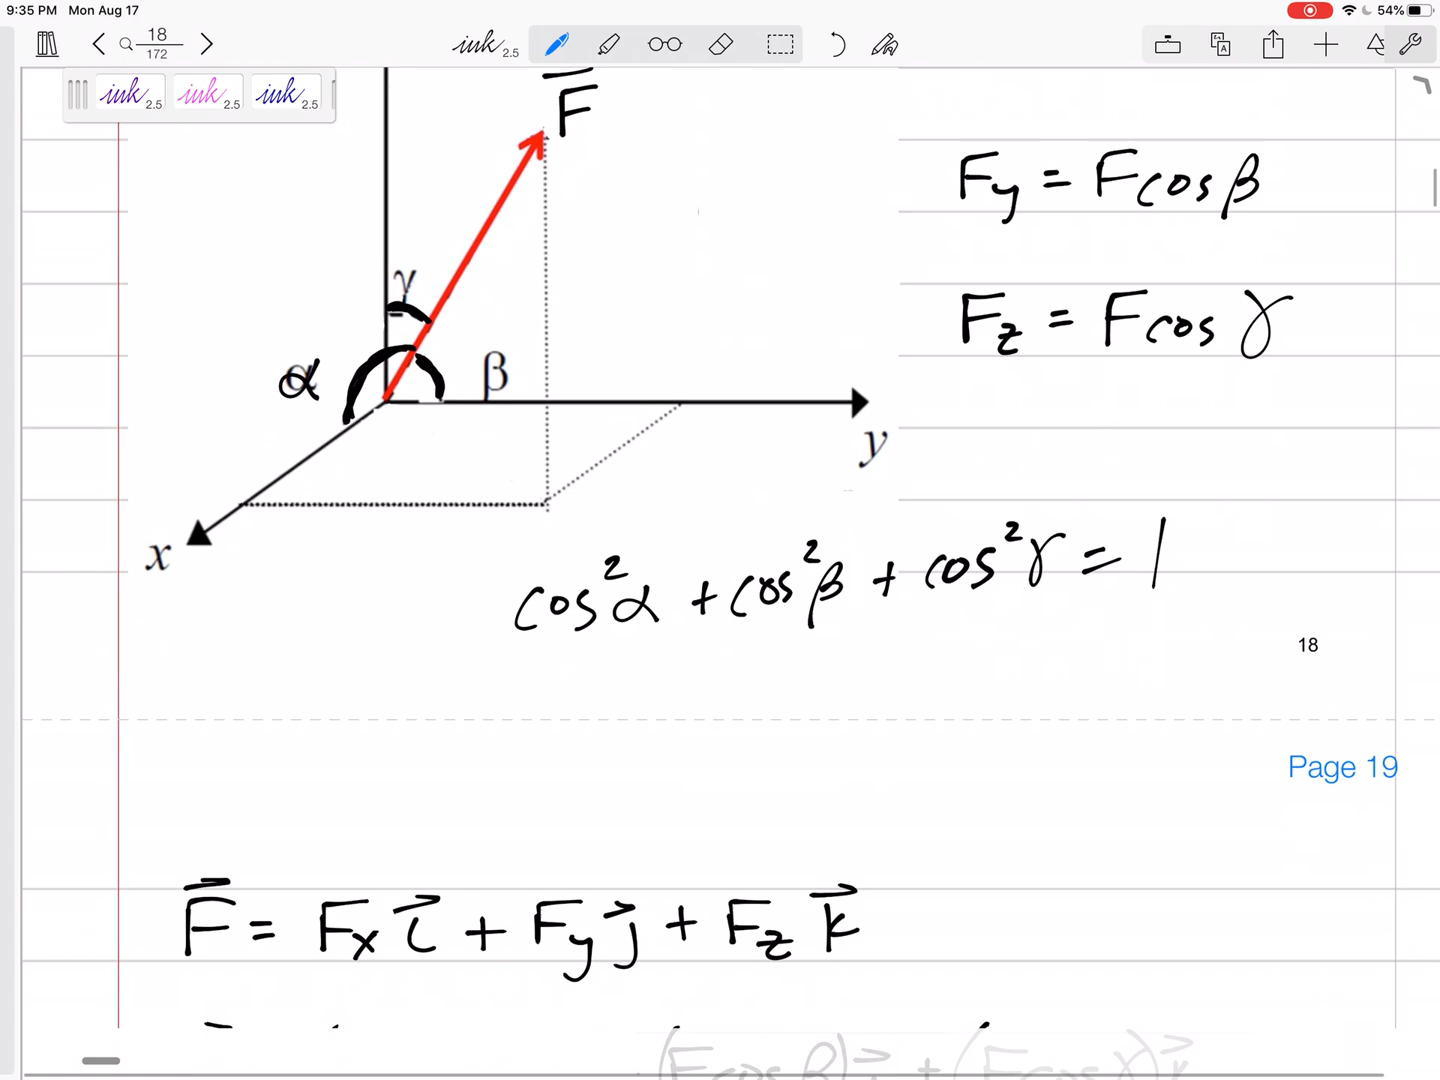 9:35 PM Mon Aug 17
54%
18
172
ink 2.5
ink 2.5 ink 2.5 ink 2.5
F
γ
α
β
y
x
Fy = F cos β
Fz = F cos γ
cos²α + cos²β + cos²γ = 1
18
Page 19
F⃗ = Fx i⃗ + Fy j⃗ + Fz k⃗